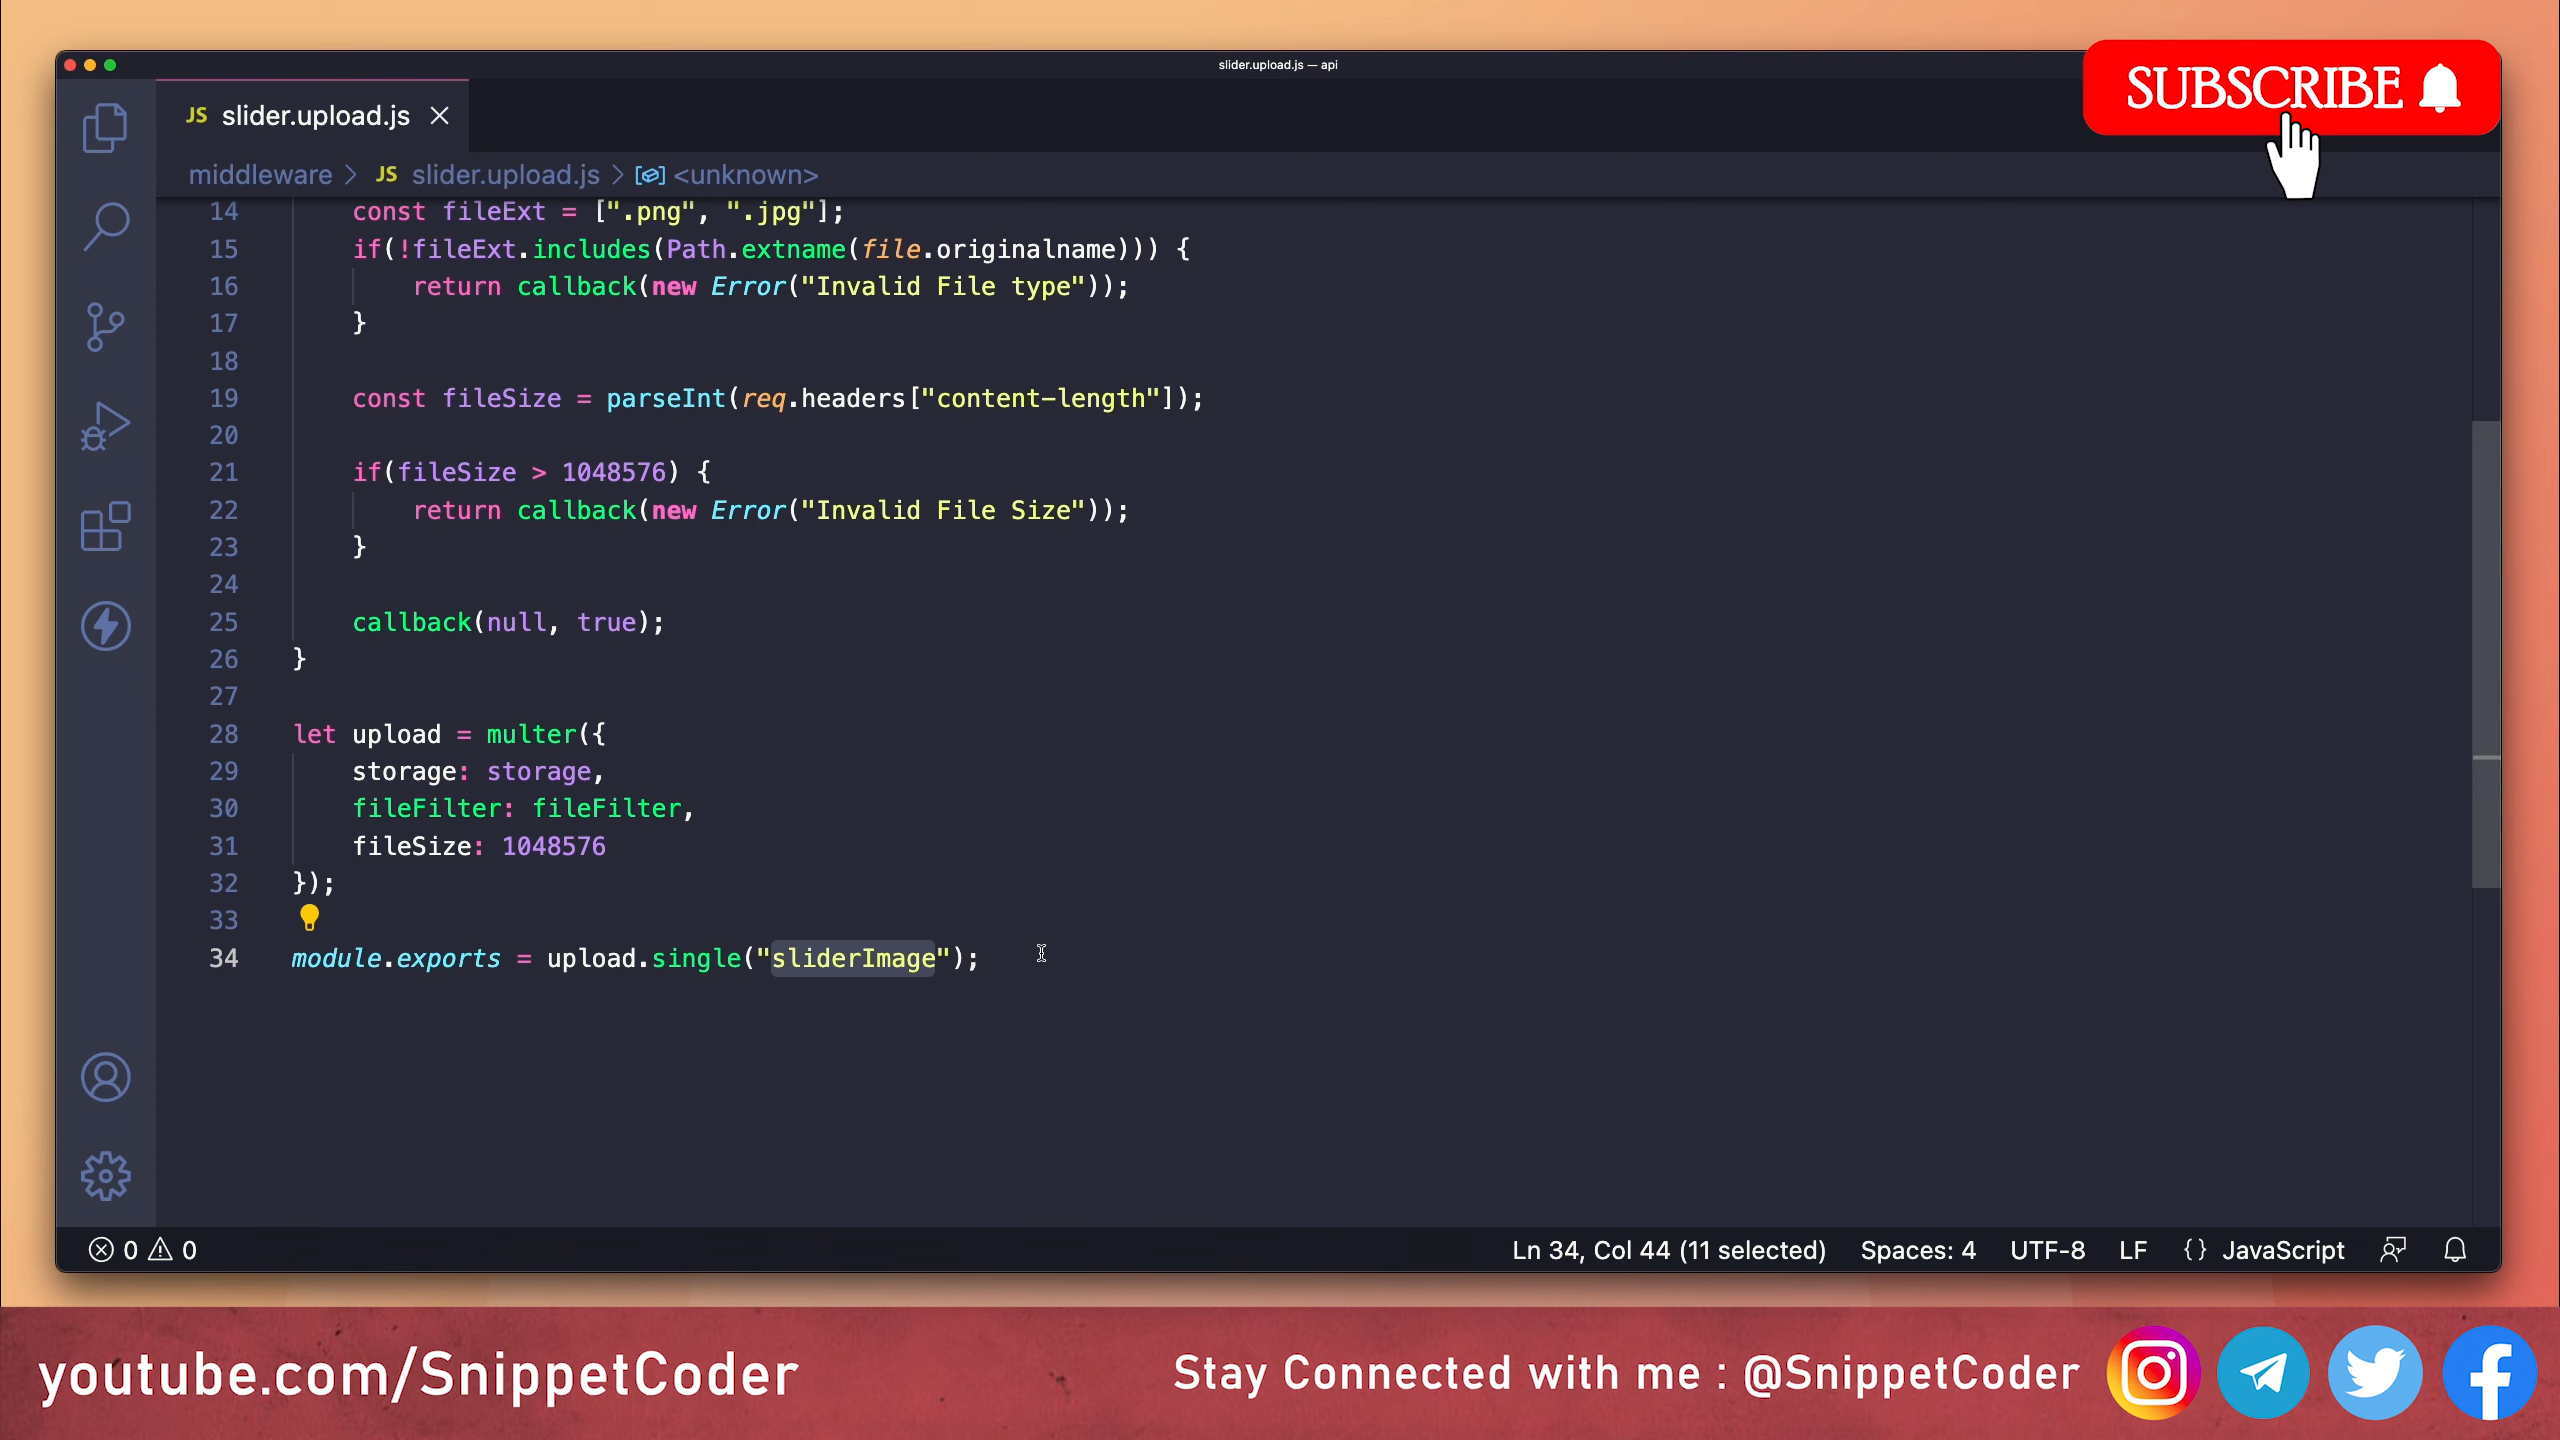 slider.upload.js — api
SUBSCRIBE
JS slider.upload.js
middleware > JS slider.upload.js > <unknown>
14 const fileExt = [".png", ".jpg"];
15 if(!fileExt.includes(Path.extname(file.originalname))) {
16 return callback(new Error("Invalid File type"));
17 }
18
19 const fileSize = parseInt(req.headers["content-length"]);
20
21 if(fileSize > 1048576) {
22 return callback(new Error("Invalid File Size"));
23 }
24
25 callback(null, true);
26 }
27
28 let upload = multer({
29 storage: storage,
30 fileFilter: fileFilter,
31 fileSize: 1048576
32 });
33
34 module.exports = upload.single("sliderImage");
0 0 Ln 34, Col 44 (11 selected) Spaces: 4 UTF-8 LF {} JavaScript
youtube.com/SnippetCoder Stay Connected with me : @SnippetCoder